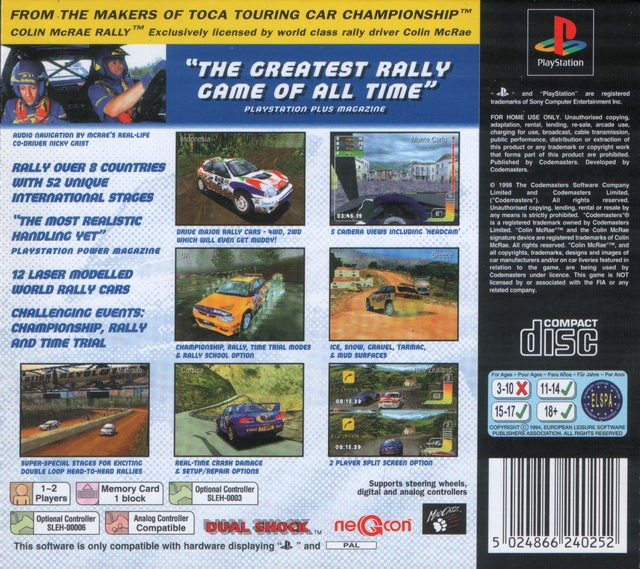 FROM THE MAKERS OF TOCA TOURING CAR CHAMPIONSHIP™
COLIN McRAE RALLY™ Exclusively licensed by world class rally driver Colin McRae
"THE GREATEST RALLY
GAME OF ALL TIME"
PLAYSTATION PLUS MAGAZINE
AUDIO NAVIGATION BY MCRAE'S REAL-LIFE
CO-DRIVER NICKY GRIST
RALLY OVER 8 COUNTRIES
WITH 52 UNIQUE
INTERNATIONAL STAGES
"THE MOST REALISTIC
HANDLING YET"
PLAYSTATION POWER MAGAZINE
12 LASER MODELLED
WORLD RALLY CARS
CHALLENGING EVENTS:
CHAMPIONSHIP, RALLY
AND TIME TRIAL
Indonesia
DRIVE MAJOR RALLY CARS - 4WD, 2WD
WHICH WILL EVEN GET MUDDY!
Monte Carlo
5 CAMERA VIEWS INCLUDING 'HEADCAM'
UK
CHAMPIONSHIP, RALLY, TIME TRIAL MODES
& RALLY SCHOOL OPTION
Greece
ICE, SNOW, GRAVEL, TARMAC,
& MUD SURFACES
Australia
SUPER-SPECIAL STAGES FOR EXCITING
DOUBLE LOOP HEAD-TO-HEAD RALLIES
Corsica
REAL-TIME CRASH DAMAGE
& SETUP/REPAIR OPTIONS
New Zealand
00:15.39
00:15.39
2 PLAYER SPLIT SCREEN OPTION
Supports steering wheels,
digital and analog controllers
1~2
Players
Memory Card
1 block
Optional Controller
SLEH-0003
Optional Controller
SLEH-00006
Analog Controller
Compatible
DUAL SHOCK™
neGcon
Mad Catz
This software is only compatible with hardware displaying " " and PAL
PlayStation
" " and "PlayStation" are registered
trademarks of Sony Computer Entertainment Inc.
FOR HOME USE ONLY. Unauthorised copying,
adaptation, rental, lending, re-sale, arcade use,
charging for use, broadcast, cable transmission,
public performance, distribution or extraction of
this product or any trademark or copyright work
that forms part of this product are prohibited.
Published by Codemasters. Developed by
Codemasters.
© 1998 The Codemasters Software Company
Limited and Codemasters Limited,
("Codemasters"). All rights reserved.
Unauthorised copying, lending, rental or resale by
any means is strictly prohibited. "Codemasters"®
is a registered trademark owned by Codemasters
Limited. "Colin McRae"™ and the Colin McRae
signature device are registered trademarks of Colin
McRae. All rights reserved. "Colin McRae"™ and,
all copyrights, trademarks, designs and images of
car manufacturers and/or on car liveries featured in
relation to the game, are being used by
Codemasters under licence. This game is NOT
licensed by or associated with the FIA or any
related company.
COMPACT
disc
For Ages - Pour Ages - Para Años - Für Jahre - Per Anni
3-10 11-14
15-17 18+
ELSPA
COPYRIGHT © 1994, EUROPEAN LEISURE SOFTWARE
PUBLISHERS ASSOCIATION. ALL RIGHTS RESERVED.
5 024866 240252